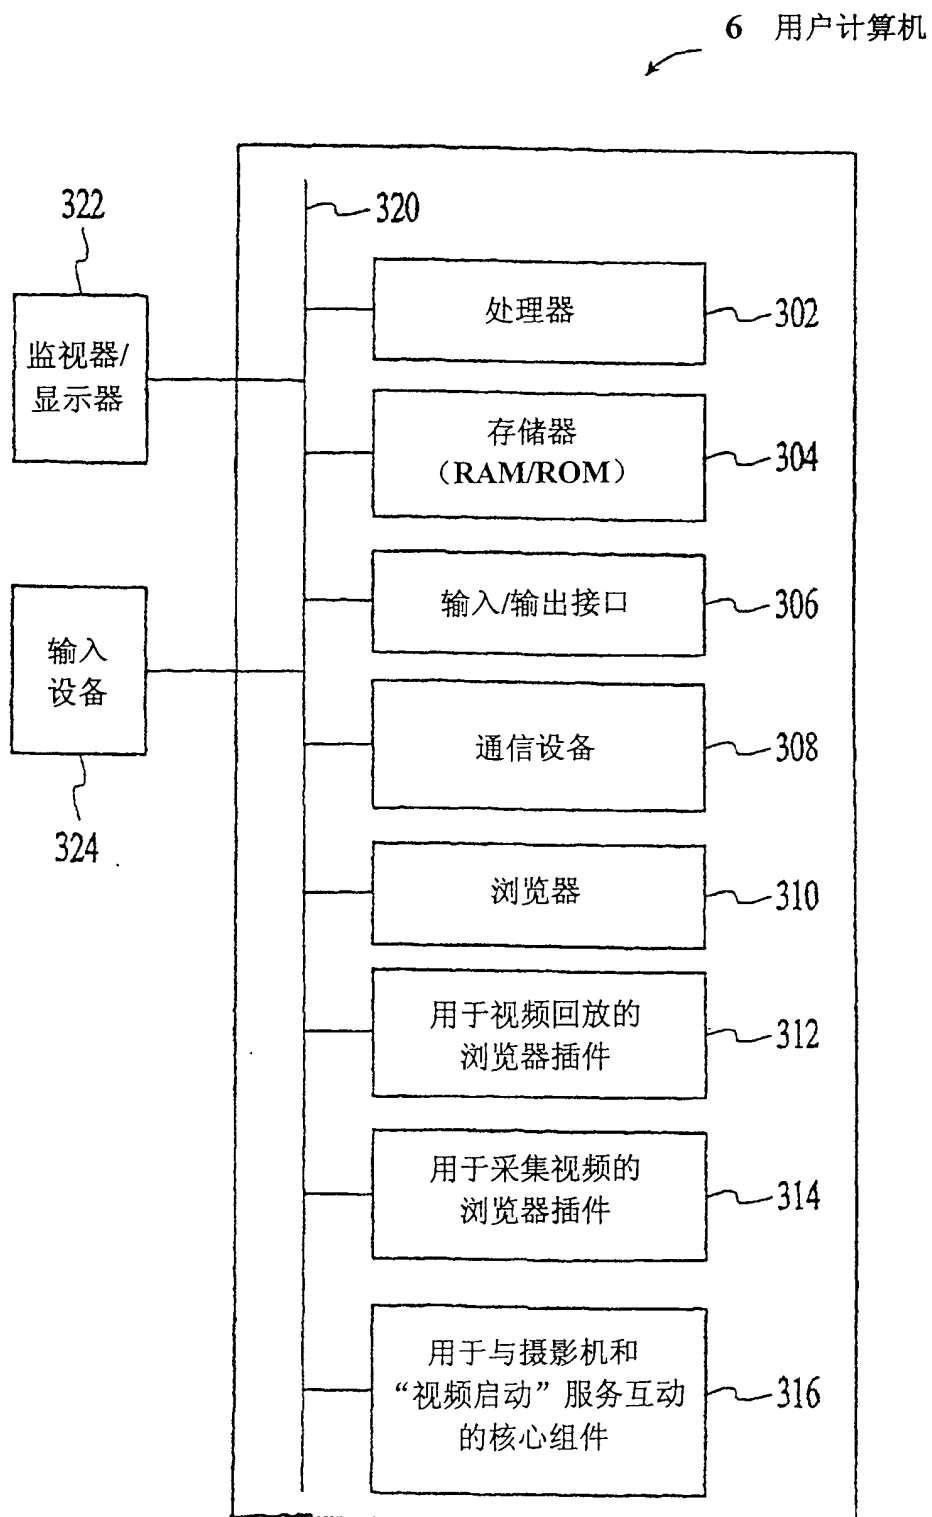 6 用户计算机
322
320
监视器/
显示器
处理器
302
存储器
（RAM/ROM）
304
输入/输出接口
306
输入
设备
324
通信设备
308
浏览器
310
用于视频回放的
浏览器插件
312
用于采集视频的
浏览器插件
314
用于与摄影机和
“视频启动”服务互动
的核心组件
316